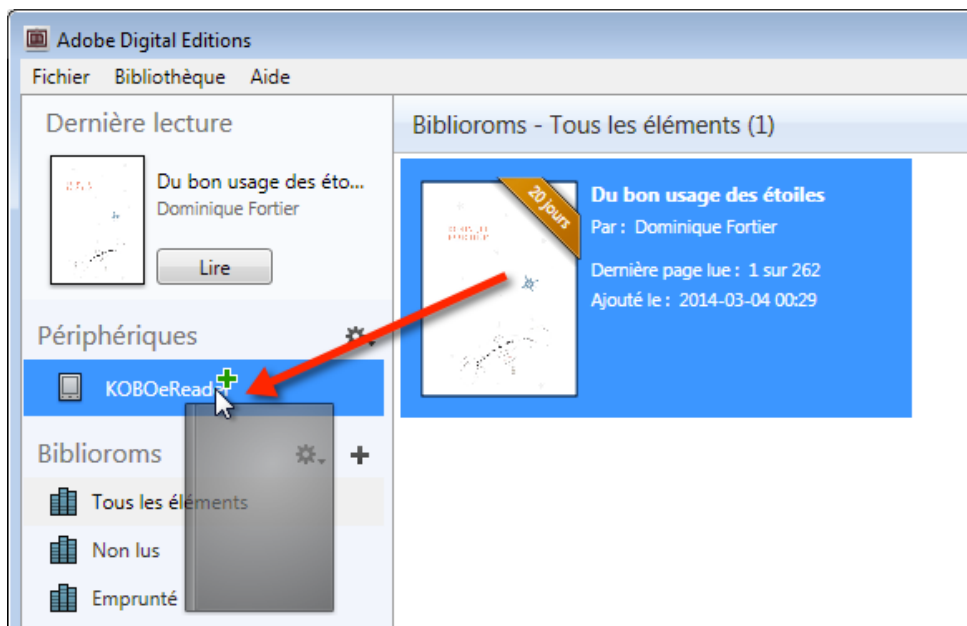 Adobe Digital Editions
Fichier Bibliothèque Aide
Dernière lecture
Du bon usage des éto...
Dominique Fortier
Lire
Périphériques
KOBOeReader
Biblioroms
Tous les éléments
Non lus
Emprunté
Biblioroms - Tous les éléments (1)
20 jours
Du bon usage des étoiles
Par : Dominique Fortier
Dernière page lue : 1 sur 262
Ajouté le : 2014-03-04 00:29